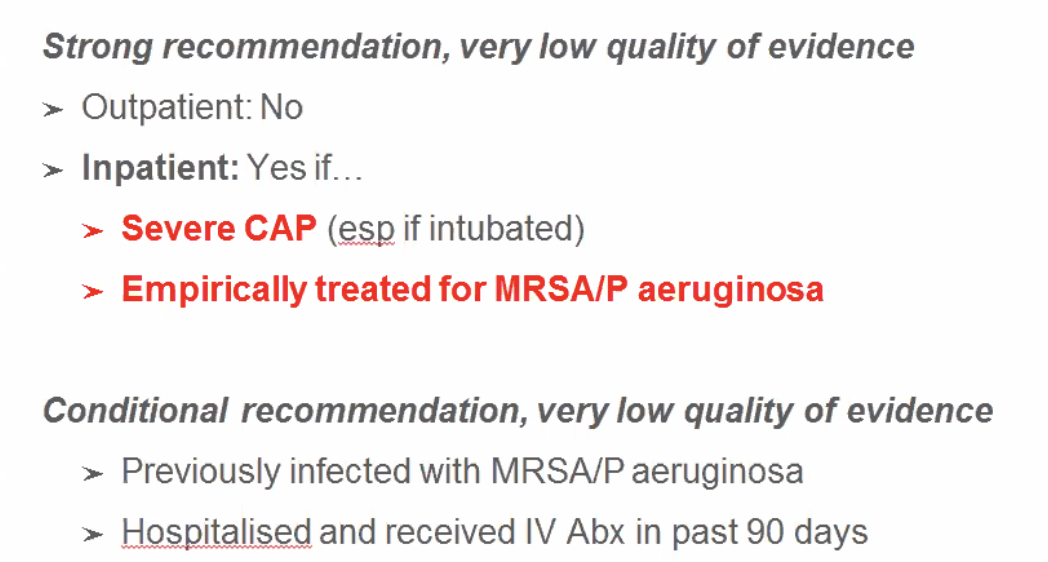 Strong recommendation, very low quality of evidence
➢ Outpatient: No
➢ Inpatient: Yes if…
➢ Severe CAP (esp if intubated)
➢ Empirically treated for MRSA/P aeruginosa
Conditional recommendation, very low quality of evidence
➢ Previously infected with MRSA/P aeruginosa
➢ Hospitalised and received IV Abx in past 90 days